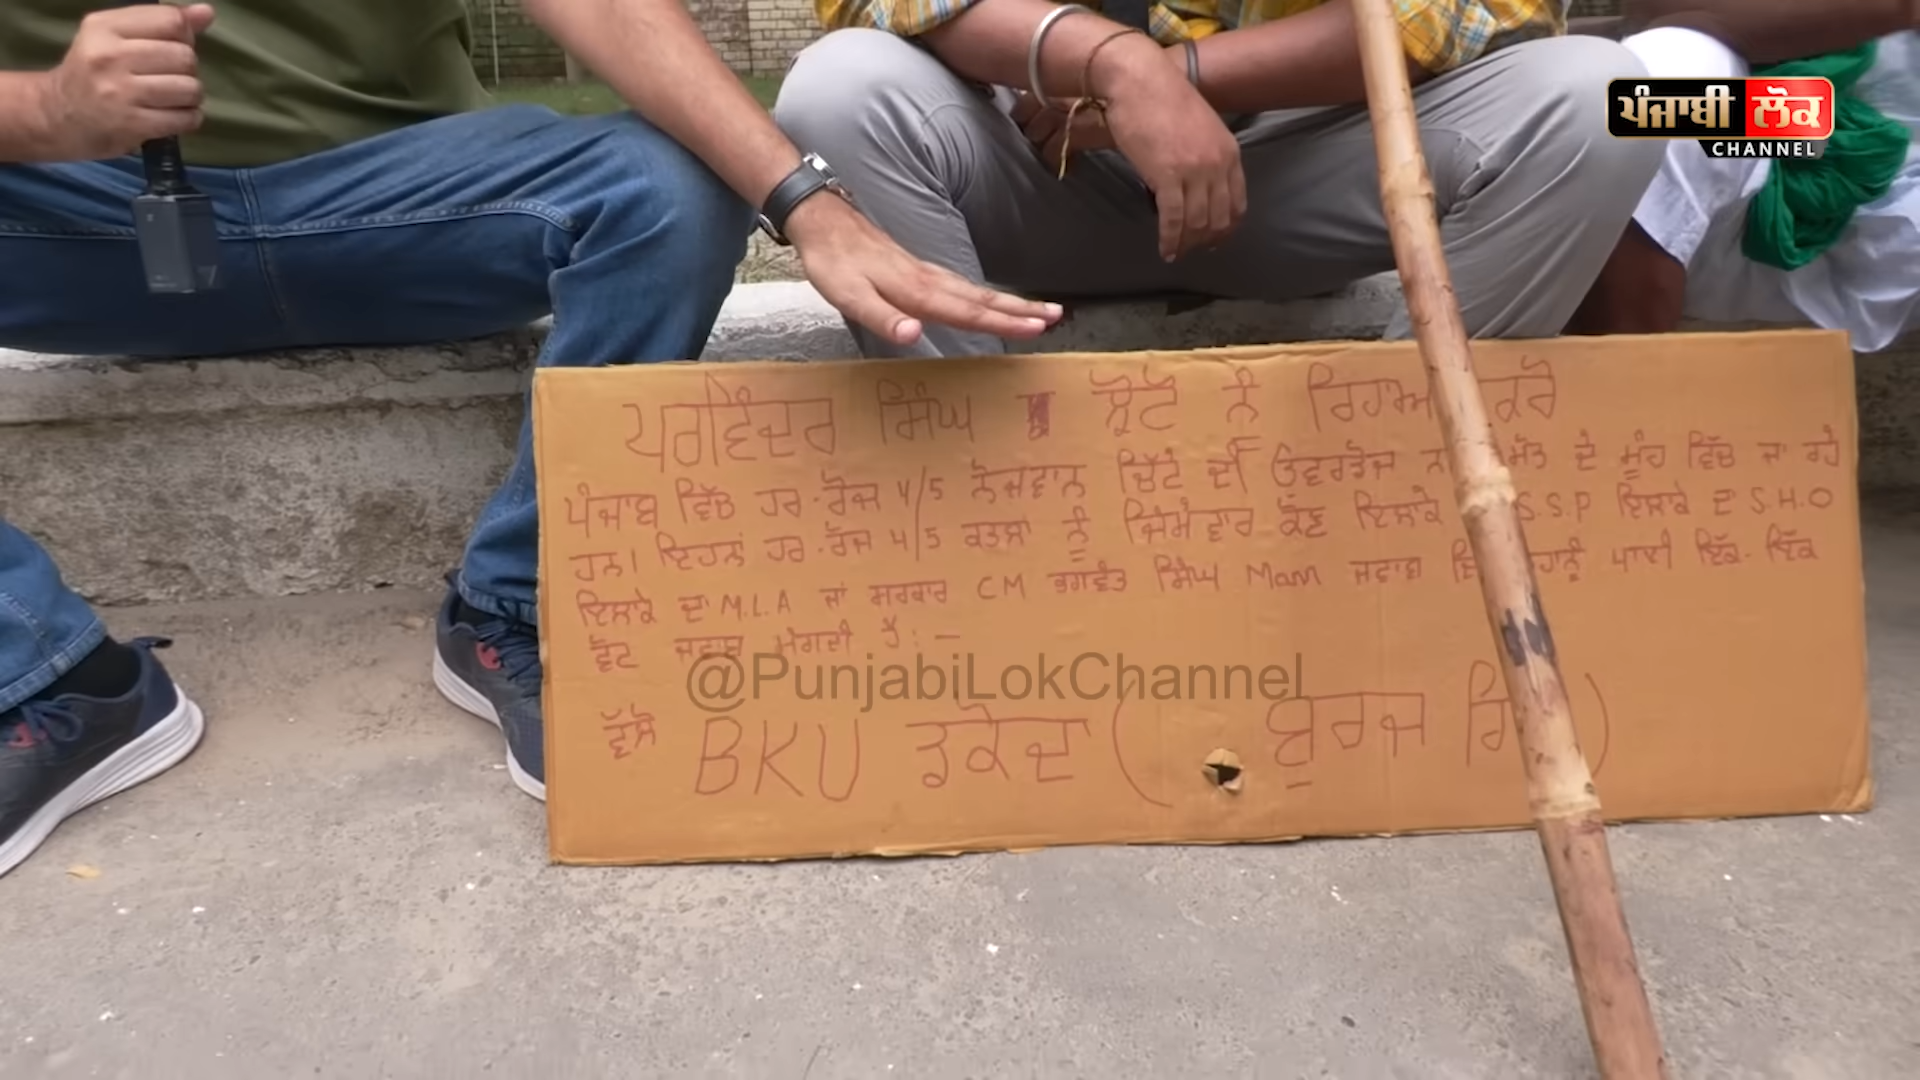 ਪੰਜਾਬੀ ਲੋਕ
CHANNEL
ਪਰਵਿੰਦਰ ਸਿੰਘ ਝੋਟੇ ਨੂੰ ਕਰੋ
ਪੰਜਾਬ ਵਿੱਚ ਹਰ-ਰੋਜ 4/5 ਨੋਜਵਾਨ ਚਿੱਟੇ ਦੀ ਓਵਰਡੋਜ ਦੇ ਮੂੰਹ ਵਿੱਚ ਜਾ ਰਹੇ
ਹਨ। ਇਹਨਾਂ ਹਰ-ਰੋਜ 4/5 ਕਤਲਾਂ ਨੂੰ ਜਿੰਮੇਵਾਰ ਕੌਣ ਇਲਾਕੇ S.S.P ਇਲਾਕੇ ਦਾ S.H.O
ਇਲਾਕੇ ਦਾ M.L.A ਜਾਂ ਸਰਕਾਰ CM ਭਗਵੰਤ ਸਿੰਘ Mann ਜਵਾਬ ਪਾਈ ਇੱਕ-ਇੱਕ
ਵੋਟ ਜਵਾਬ ਮੰਗਦੀ ਹੈ:—
@PunjabiLokChannel
ਵੱਲੋਂ BKU ਡਕੋਂਦਾ ( ਬੁਰਜ )